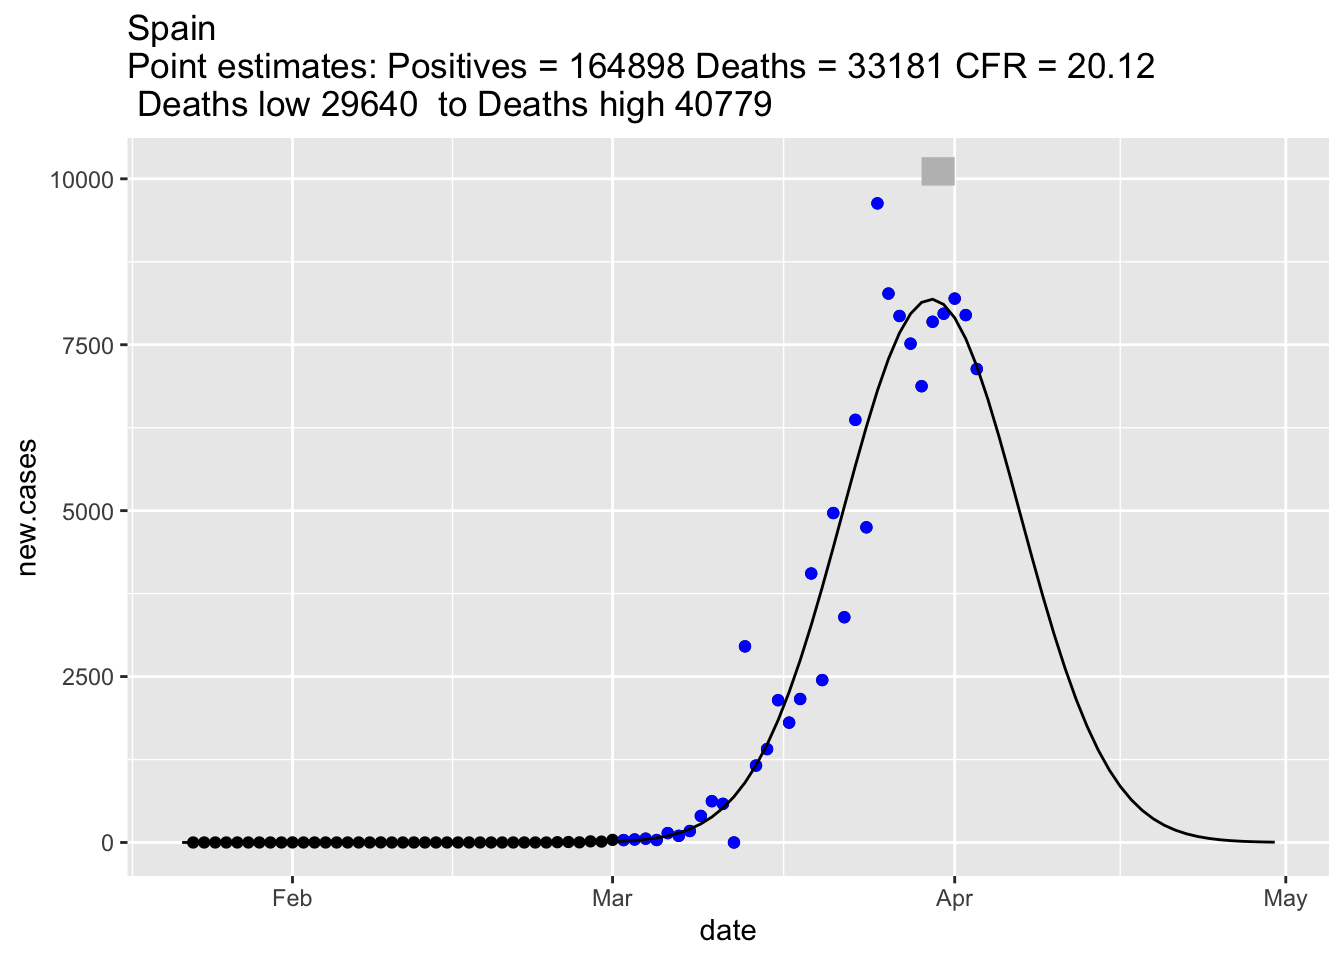 Spain
Point estimates: Positives = 164898 Deaths = 33181 CFR = 20.12
Deaths low 29640  to Deaths high 40779
10000
7500
5000
2500
0
new.cases
Feb
Mar
Apr
May
date